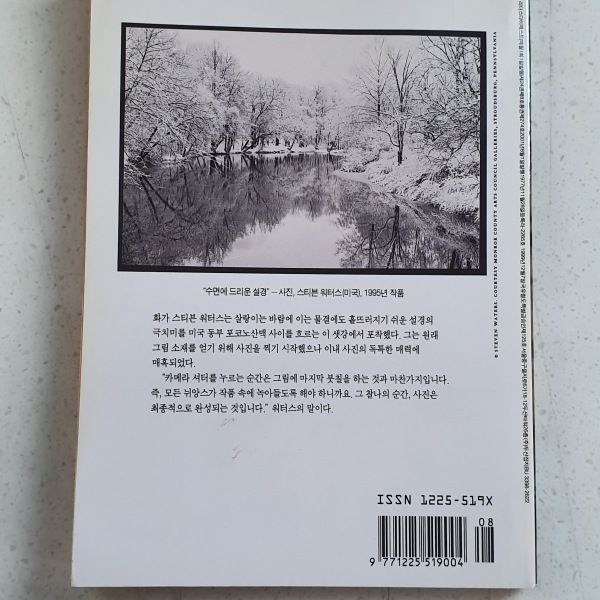 © STEVEN WATERS. COURTESY MONROE COUNTY ARTS COUNCIL GALLERIES, STROUDSBURG, PENNSYLVANIA
"수면에 드리운 설경" – 사진, 스티븐 워터스(미국), 1995년 작품
화가 스티븐 워터스는 살랑이는 바람에 이는 물결에도 흩뜨러지기 쉬운 설경의
극치미를 미국 동부 포코노산맥 사이를 흐르는 이 샛강에서 포착했다. 그는 원래
그림 소재를 얻기 위해 사진을 찍기 시작했으나 이내 사진의 독특한 매력에
매혹되었다.
"카메라 셔터를 누르는 순간은 그림에 마지막 붓칠을 하는 것과 마찬가지입니다.
즉, 모든 뉘앙스가 작품 속에 녹아들도록 해야 하니까요. 그 찰나의 순간, 사진은
최종적으로 완성되는 것입니다." 워터스의 말이다.
ISSN 1225-519X
08
9 771225 519004